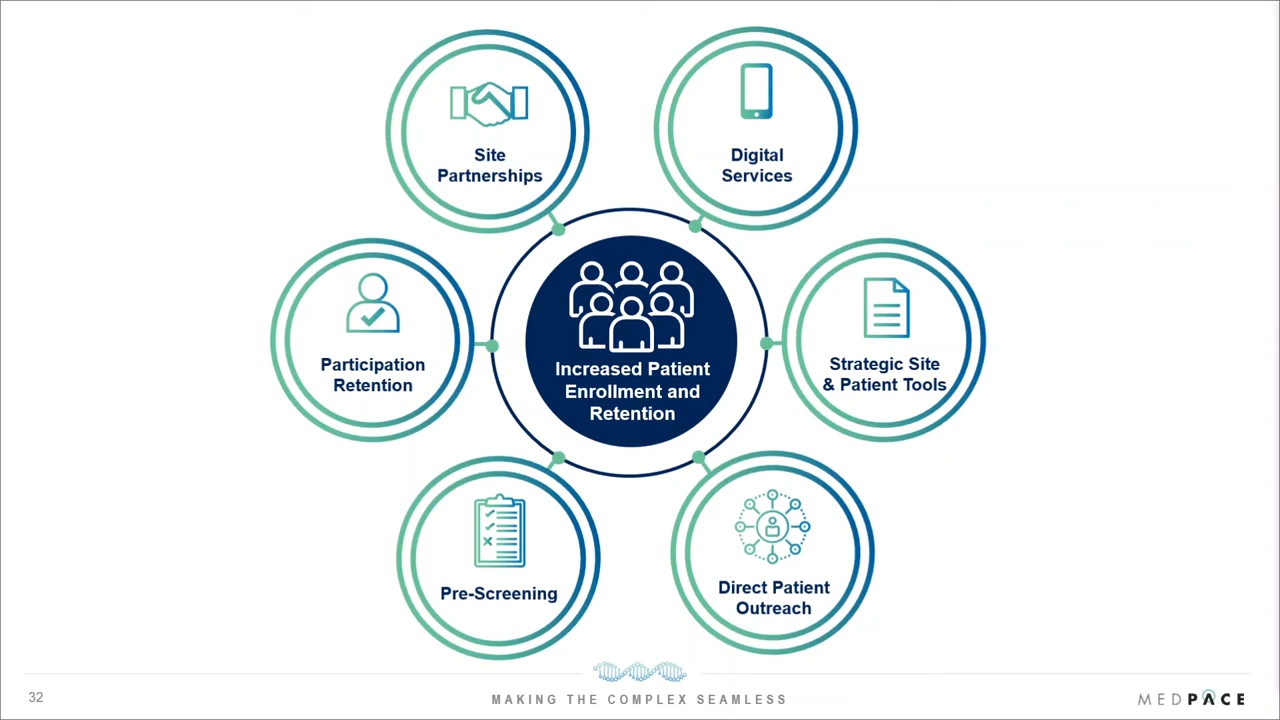 Site
Partnerships
Digital
Services
Participation
Retention
Increased Patient
Enrollment and
Retention
Strategic Site
& Patient Tools
Pre-Screening
Direct Patient
Outreach
32
MAKING THE COMPLEX SEAMLESS
MEDPACE